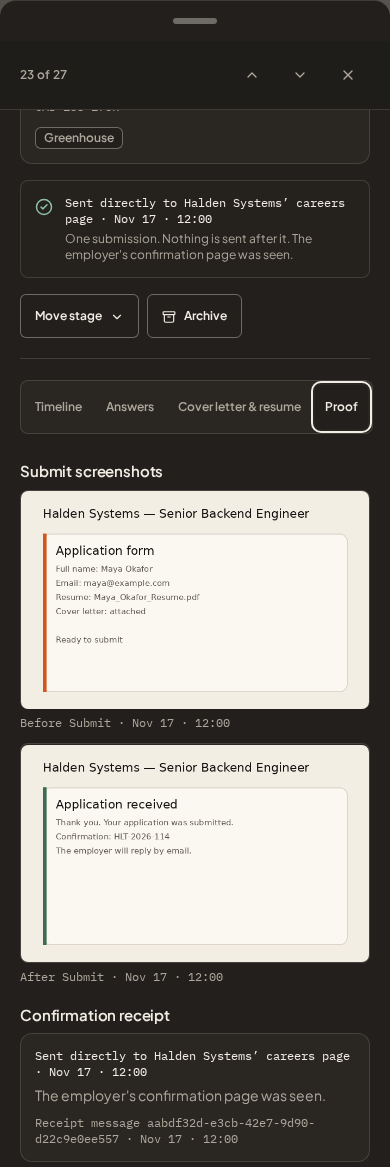 23 of 27
Greenhouse
Sent directly to Halden Systems’ careers
page · Nov 17 · 12:00
One submission. Nothing is sent after it. The
employer's confirmation page was seen.
Move stage
Archive
Timeline
Answers
Cover letter & resume
Proof
Submit screenshots
Halden Systems — Senior Backend Engineer
Application form
Full name: Maya Okafor
Email: maya@example.com
Resume: Maya_Okafor_Resume.pdf
Cover letter: attached
Ready to submit
Before Submit · Nov 17 · 12:00
Halden Systems — Senior Backend Engineer
Application received
Thank you. Your application was submitted.
Confirmation: HLT 2026 114
The employer will reply by email.
After Submit · Nov 17 · 12:00
Confirmation receipt
Sent directly to Halden Systems’ careers page
· Nov 17 · 12:00
The employer's confirmation page was seen.
Receipt message aabdf32d-e3cb-42e7-9d90-
d22c9e0ee557 · Nov 17 · 12:00